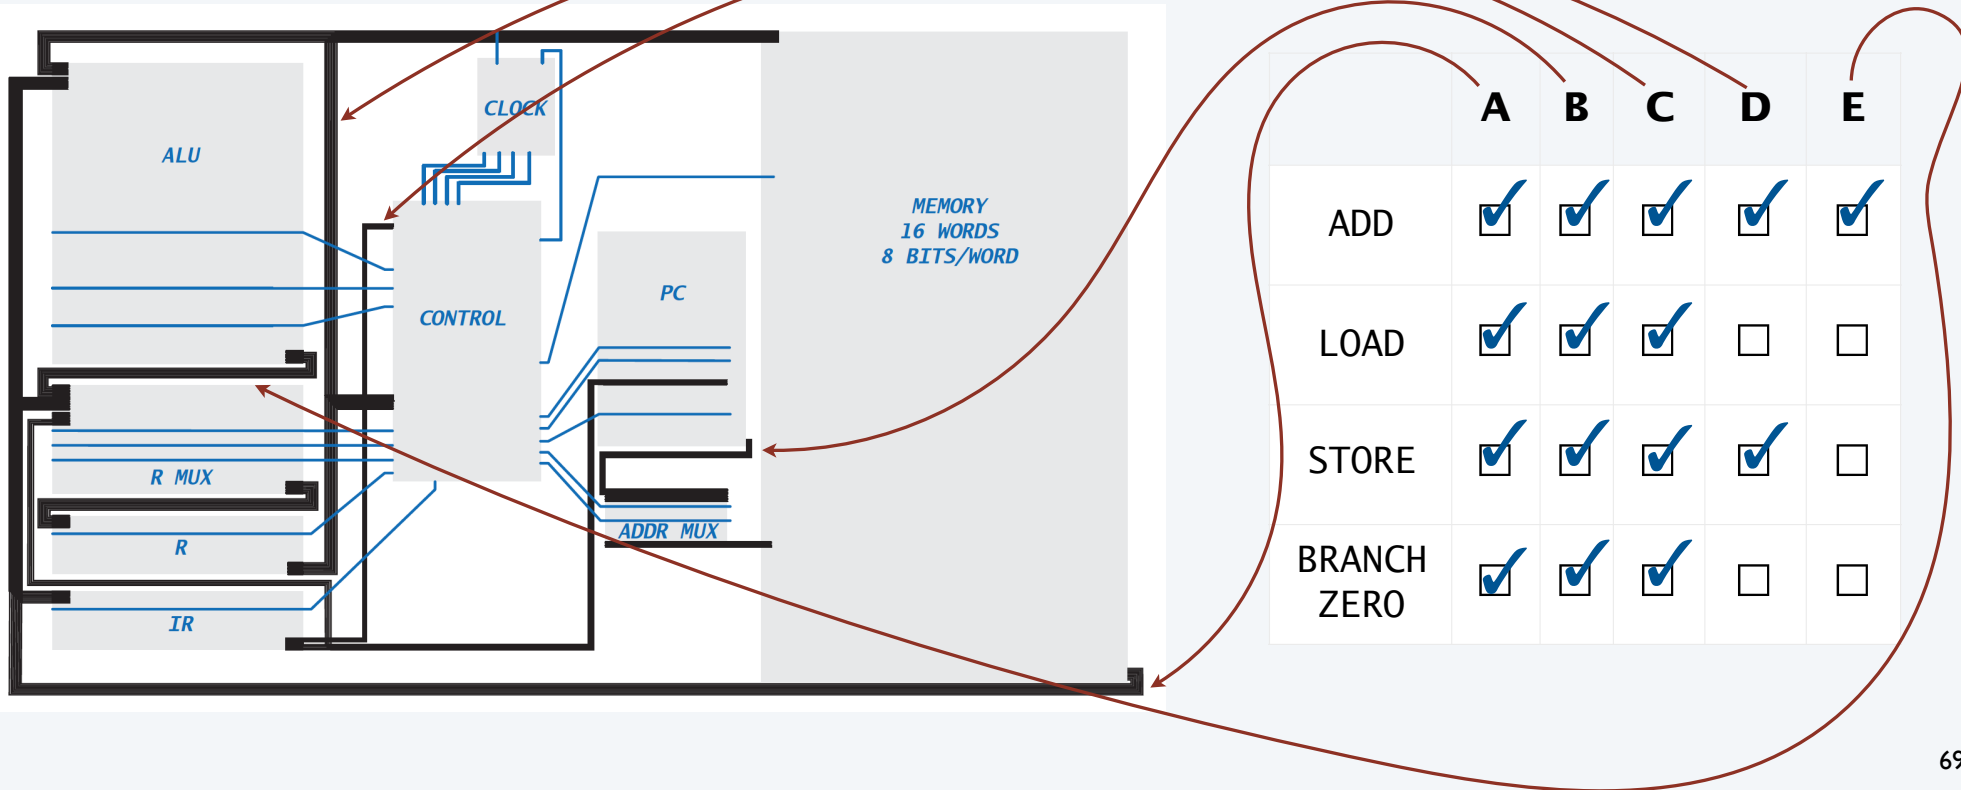 CLOCK
ALU
MEMORY
16 WORDS
8 BITS/WORD
PC
CONTROL
R MUX
ADDR MUX
R
IR
A B C D E
ADD
LOAD
STORE
BRANCH
ZERO
69